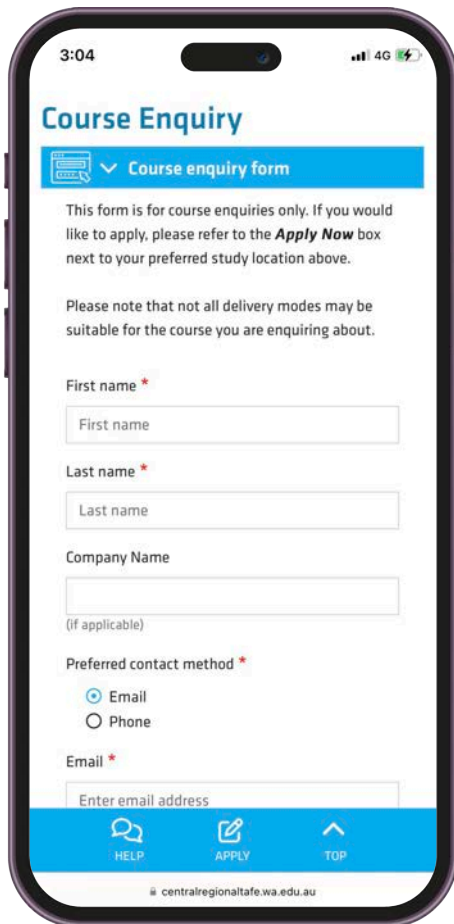 3:04
4G
Course Enquiry
Course enquiry form
This form is for course enquiries only. If you would
like to apply, please refer to the Apply Now box
next to your preferred study location above.
Please note that not all delivery modes may be
suitable for the course you are enquiring about.
First name *
First name
Last name *
Last name
Company Name
(if applicable)
Preferred contact method *
Email
Phone
Email *
Enter email address
HELP APPLY TOP
centralregionaltafe.wa.edu.au